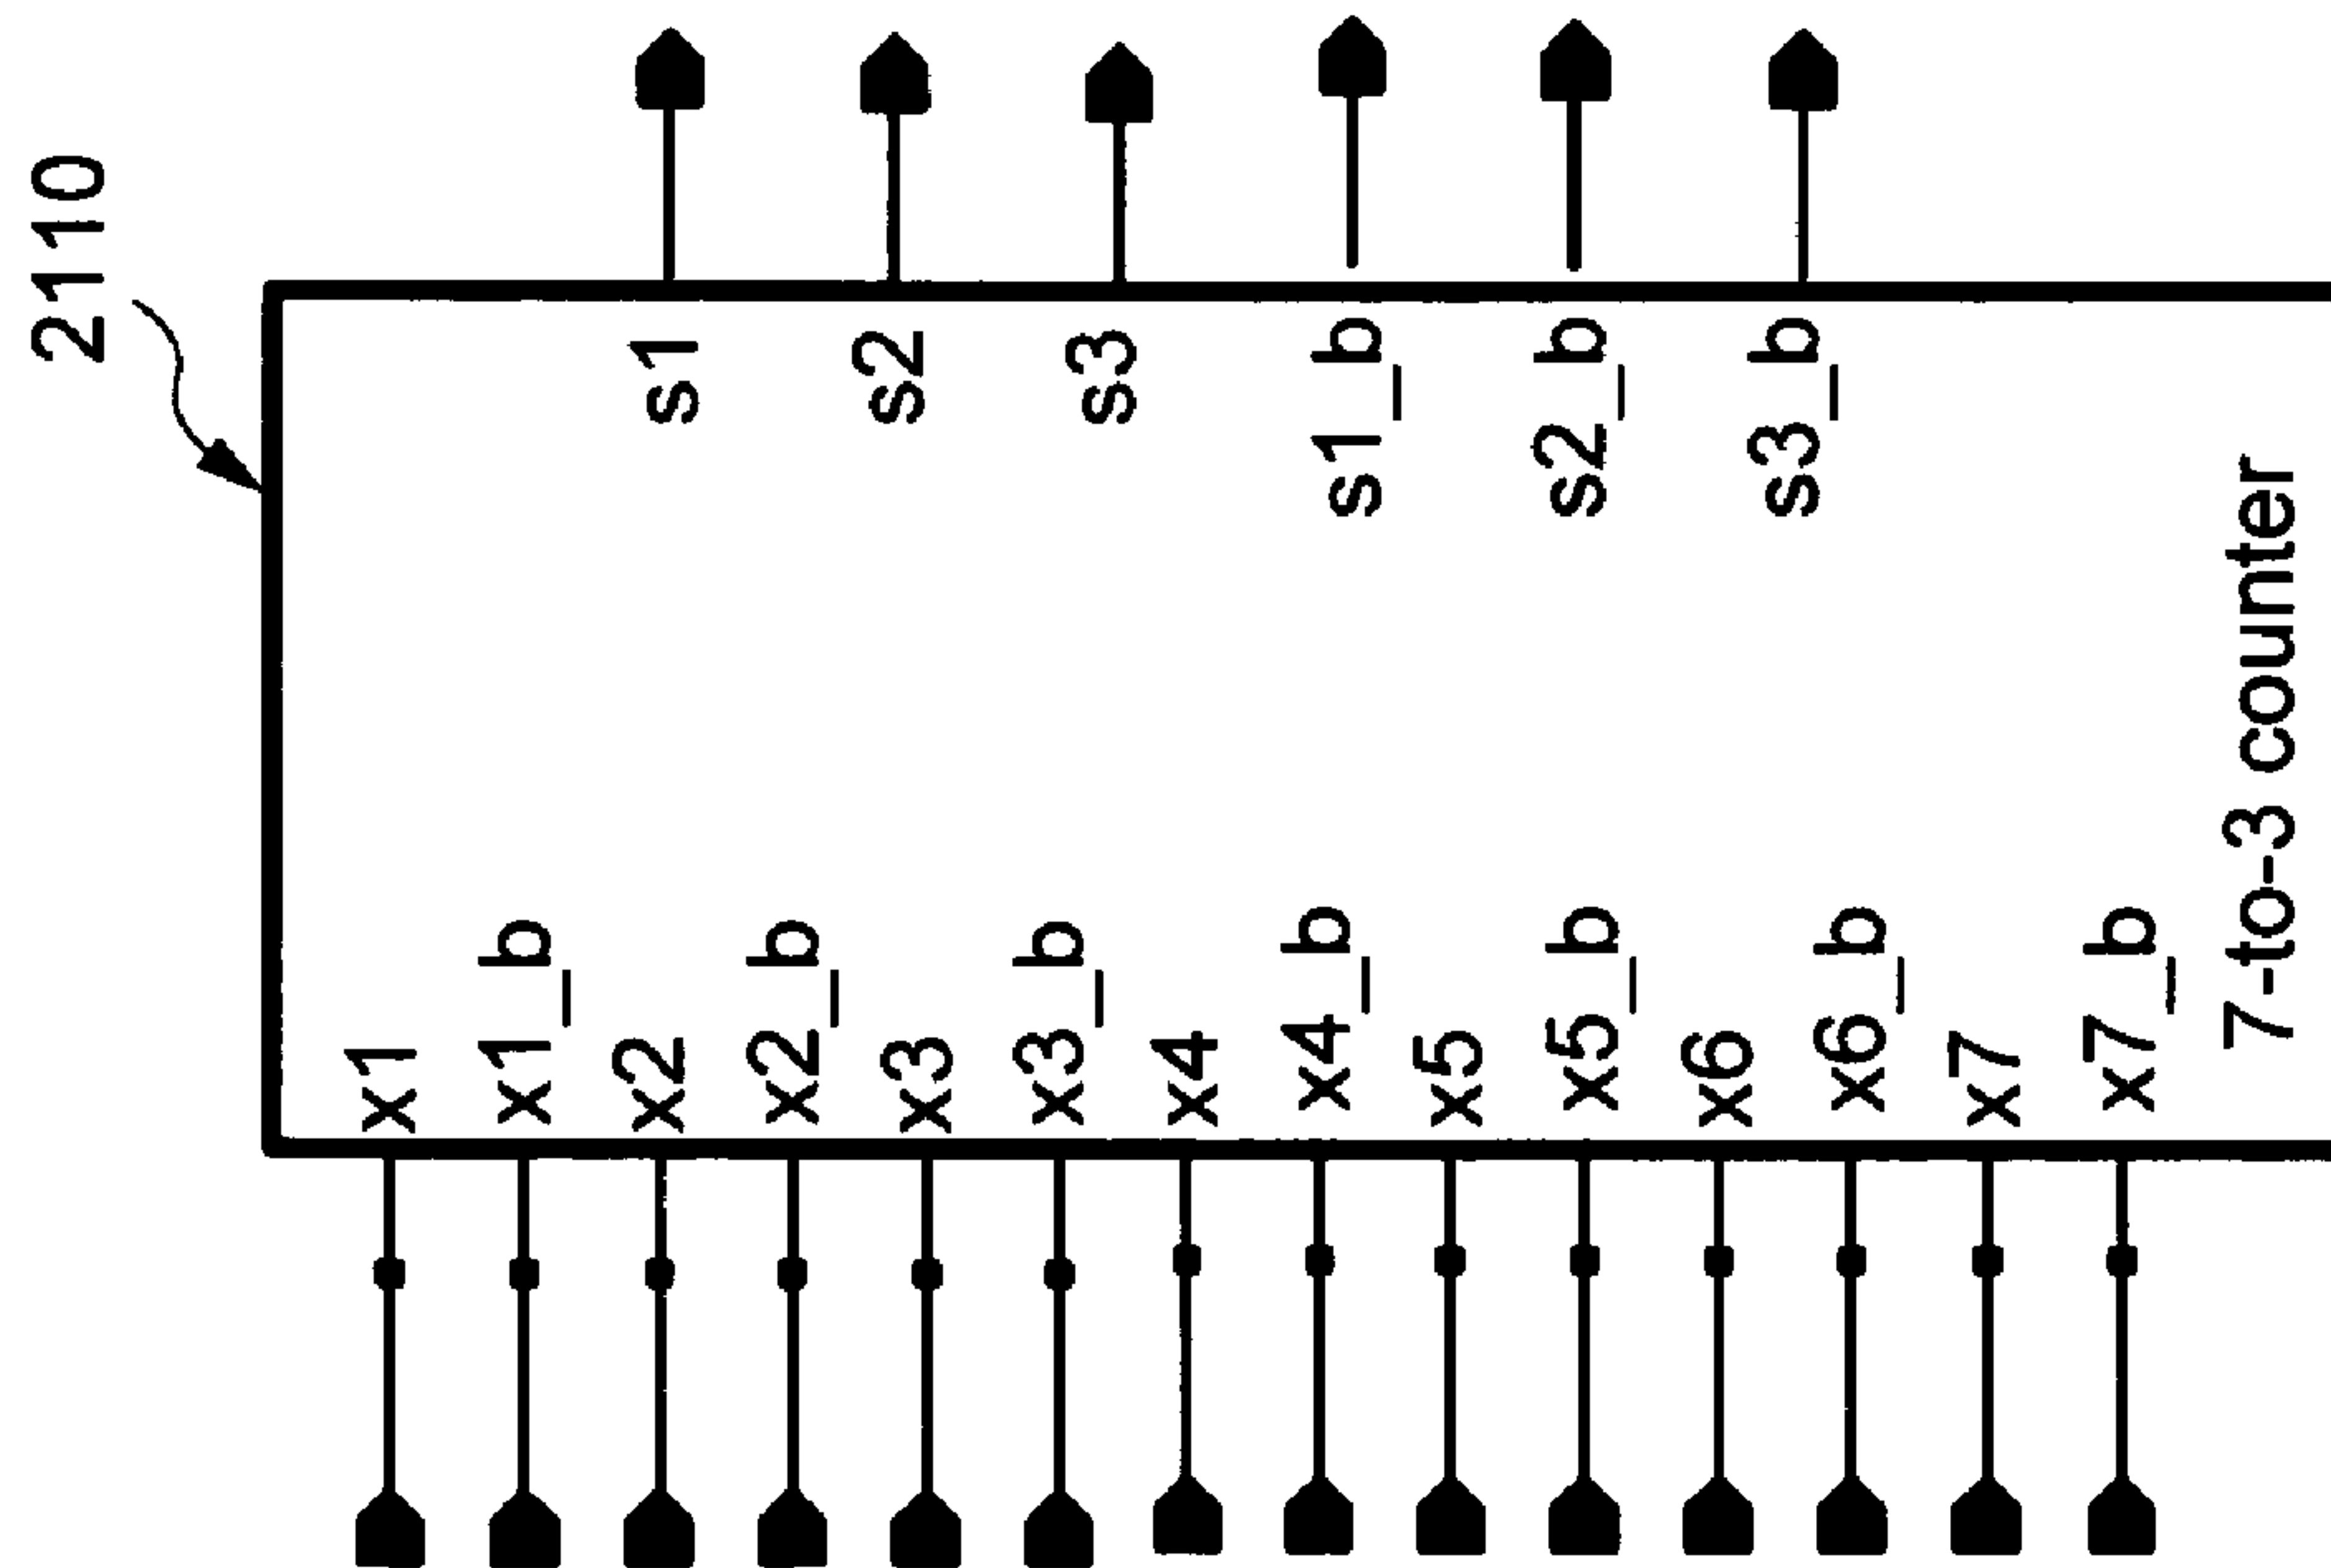 2110
x1
x1_b
x2
x2_b
x3
x3_b
x4
x4_b
x5
x5_b
x6
x6_b
x7
x7_b
s1
s2
s3
s1_b
s2_b
s3_b
7-to-3 counter